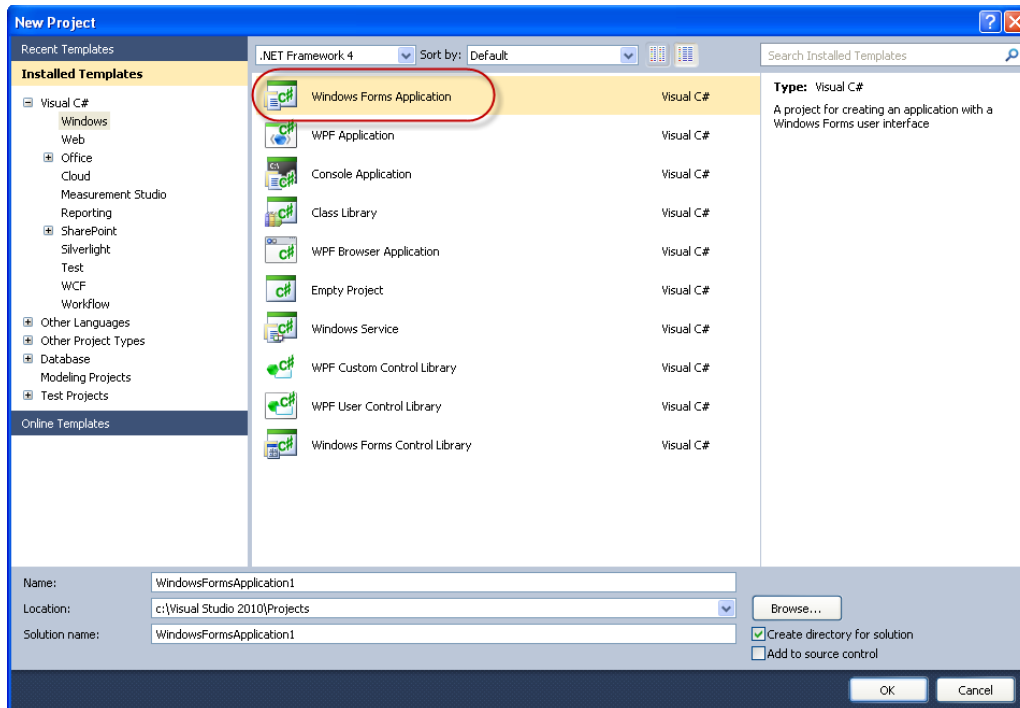 New Project
Recent Templates
Installed Templates
Visual C#
Windows
Web
Office
Cloud
Measurement Studio
Reporting
SharePoint
Silverlight
Test
WCF
Workflow
Other Languages
Other Project Types
Database
Modeling Projects
Test Projects
Online Templates
.NET Framework 4 Sort by: Default
Windows Forms Application Visual C#
WPF Application Visual C#
Console Application Visual C#
Class Library Visual C#
WPF Browser Application Visual C#
Empty Project Visual C#
Windows Service Visual C#
WPF Custom Control Library Visual C#
WPF User Control Library Visual C#
Windows Forms Control Library Visual C#
Search Installed Templates
Type: Visual C#
A project for creating an application with a
Windows Forms user interface
Name: WindowsFormsApplication1
Location: c:\Visual Studio 2010\Projects Browse...
Solution name: WindowsFormsApplication1
Create directory for solution
Add to source control
OK Cancel